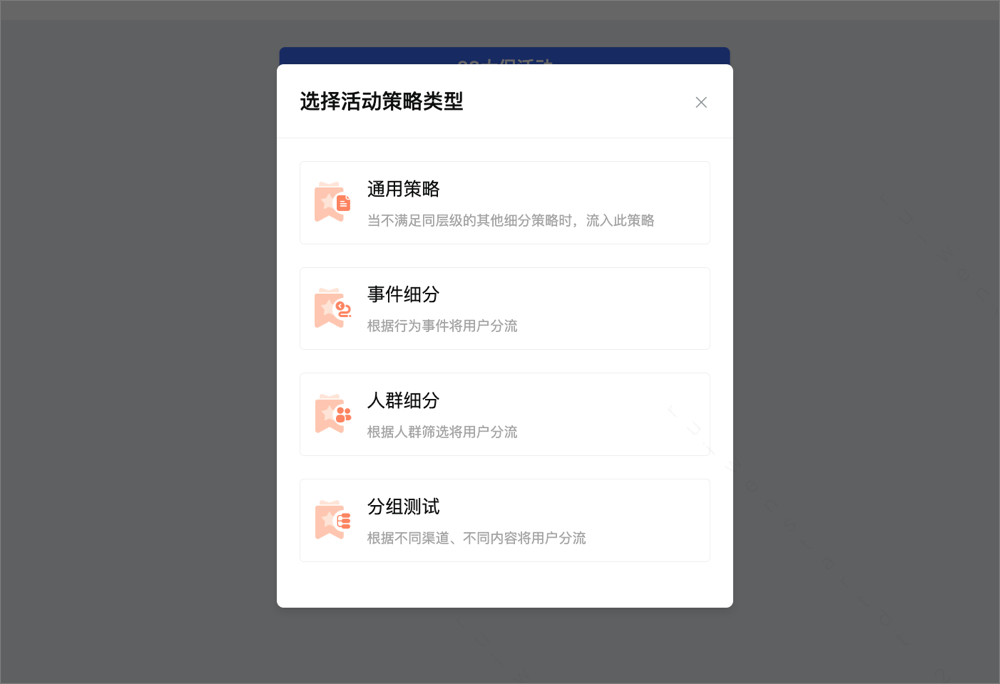 选择活动策略类型
通用策略
当不满足同层级的其他细分策略时，流入此策略
事件细分
根据行为事件将用户分流
人群细分
根据人群筛选将用户分流
分组测试
根据不同渠道、不同内容将用户分流